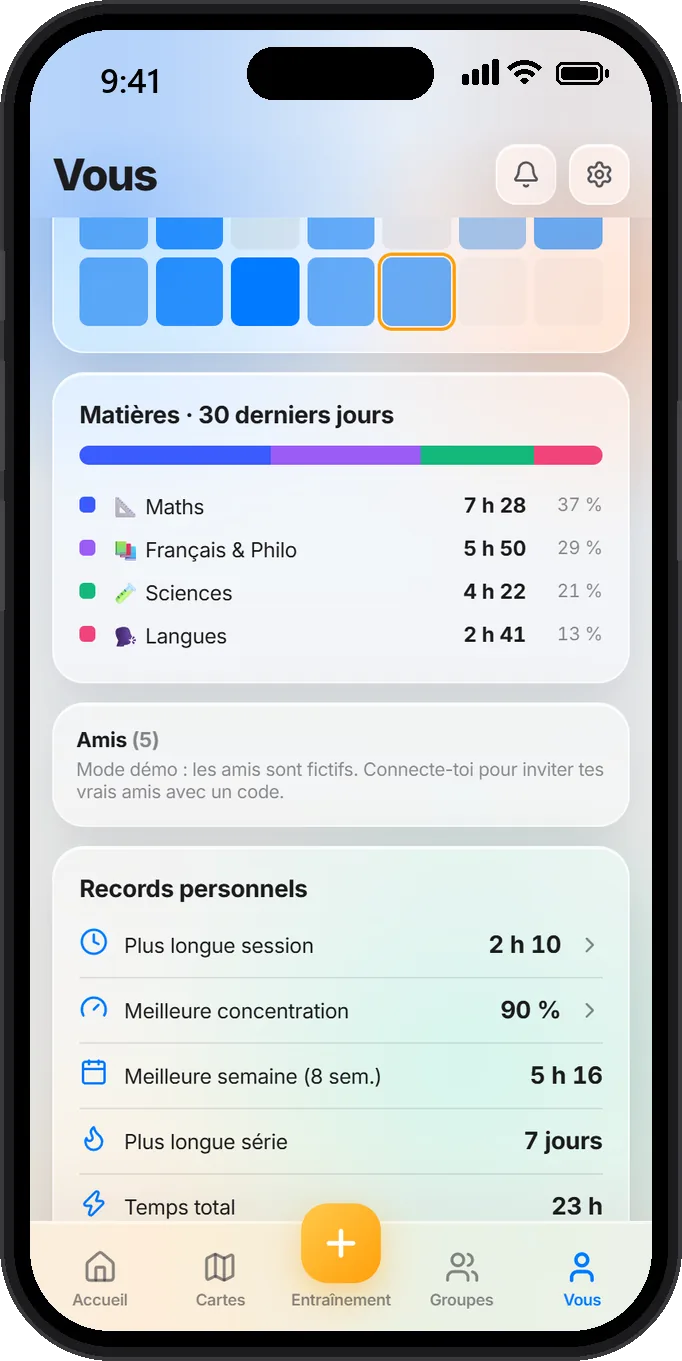 9:41
Vous
Matières · 30 derniers jours
Maths 7 h 28 37 %
Français & Philo 5 h 50 29 %
Sciences 4 h 22 21 %
Langues 2 h 41 13 %
Amis (5)
Mode démo : les amis sont fictifs. Connecte-toi pour inviter tes
vrais amis avec un code.
Records personnels
Plus longue session 2 h 10
Meilleure concentration 90 %
Meilleure semaine (8 sem.) 5 h 16
Plus longue série 7 jours
Temps total 23 h
Accueil Cartes Entraînement Groupes Vous